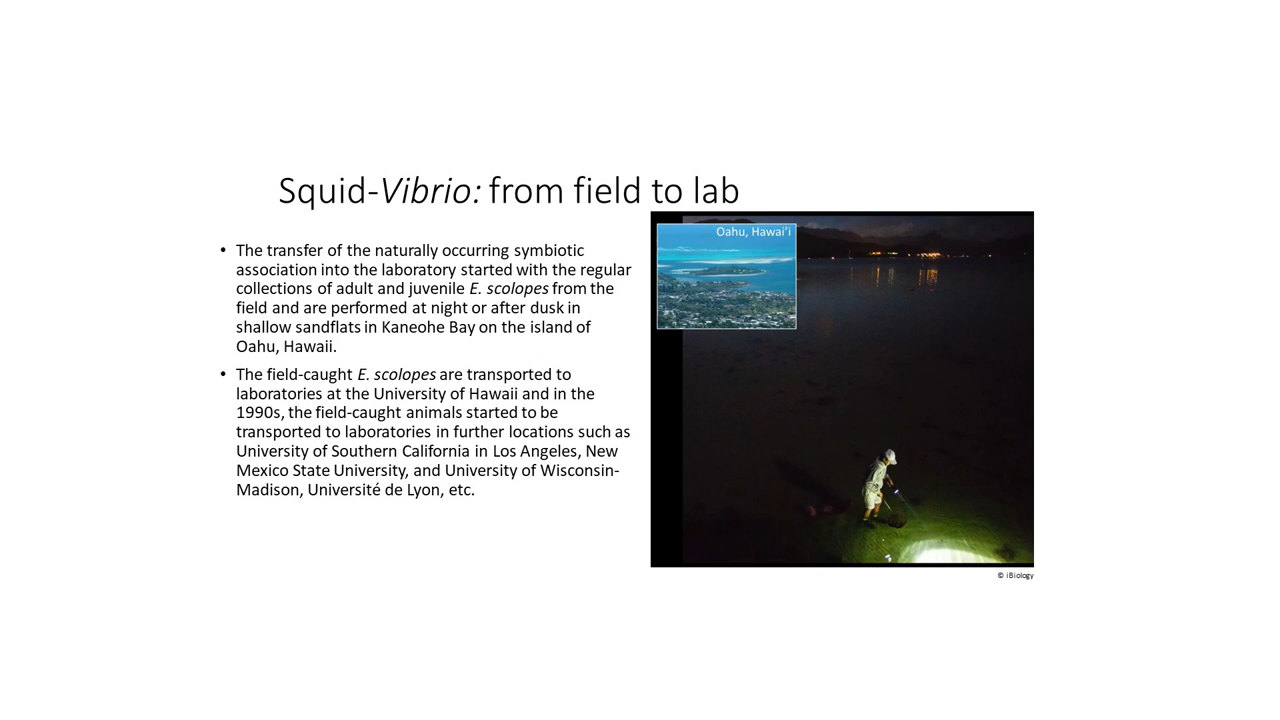 Squid-Vibrio: from field to lab
• The transfer of the naturally occurring symbiotic
association into the laboratory started with the regular
collections of adult and juvenile E. scolopes from the
field and are performed at night or after dusk in
shallow sandflats in Kaneohe Bay on the island of
Oahu, Hawaii.
• The field-caught E. scolopes are transported to
laboratories at the University of Hawaii and in the
1990s, the field-caught animals started to be
transported to laboratories in further locations such as
University of Southern California in Los Angeles, New
Mexico State University, and University of Wisconsin-
Madison, Université de Lyon, etc.
Oahu, Hawai'i
© iBiology